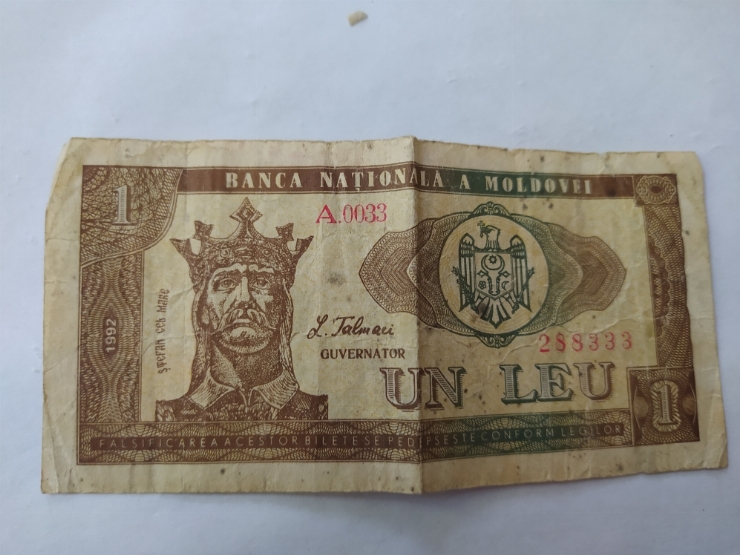 1
BANCA NAȚIONALĂ A MOLDOVEI
A.0033
1992
ȘTEFAN CEL MARE
L. Tălmaci
GUVERNATOR
288333
UN LEU
1
FALSIFICAREA ACESTOR BILETE SE PEDEPSEȘTE CONFORM LEGILOR